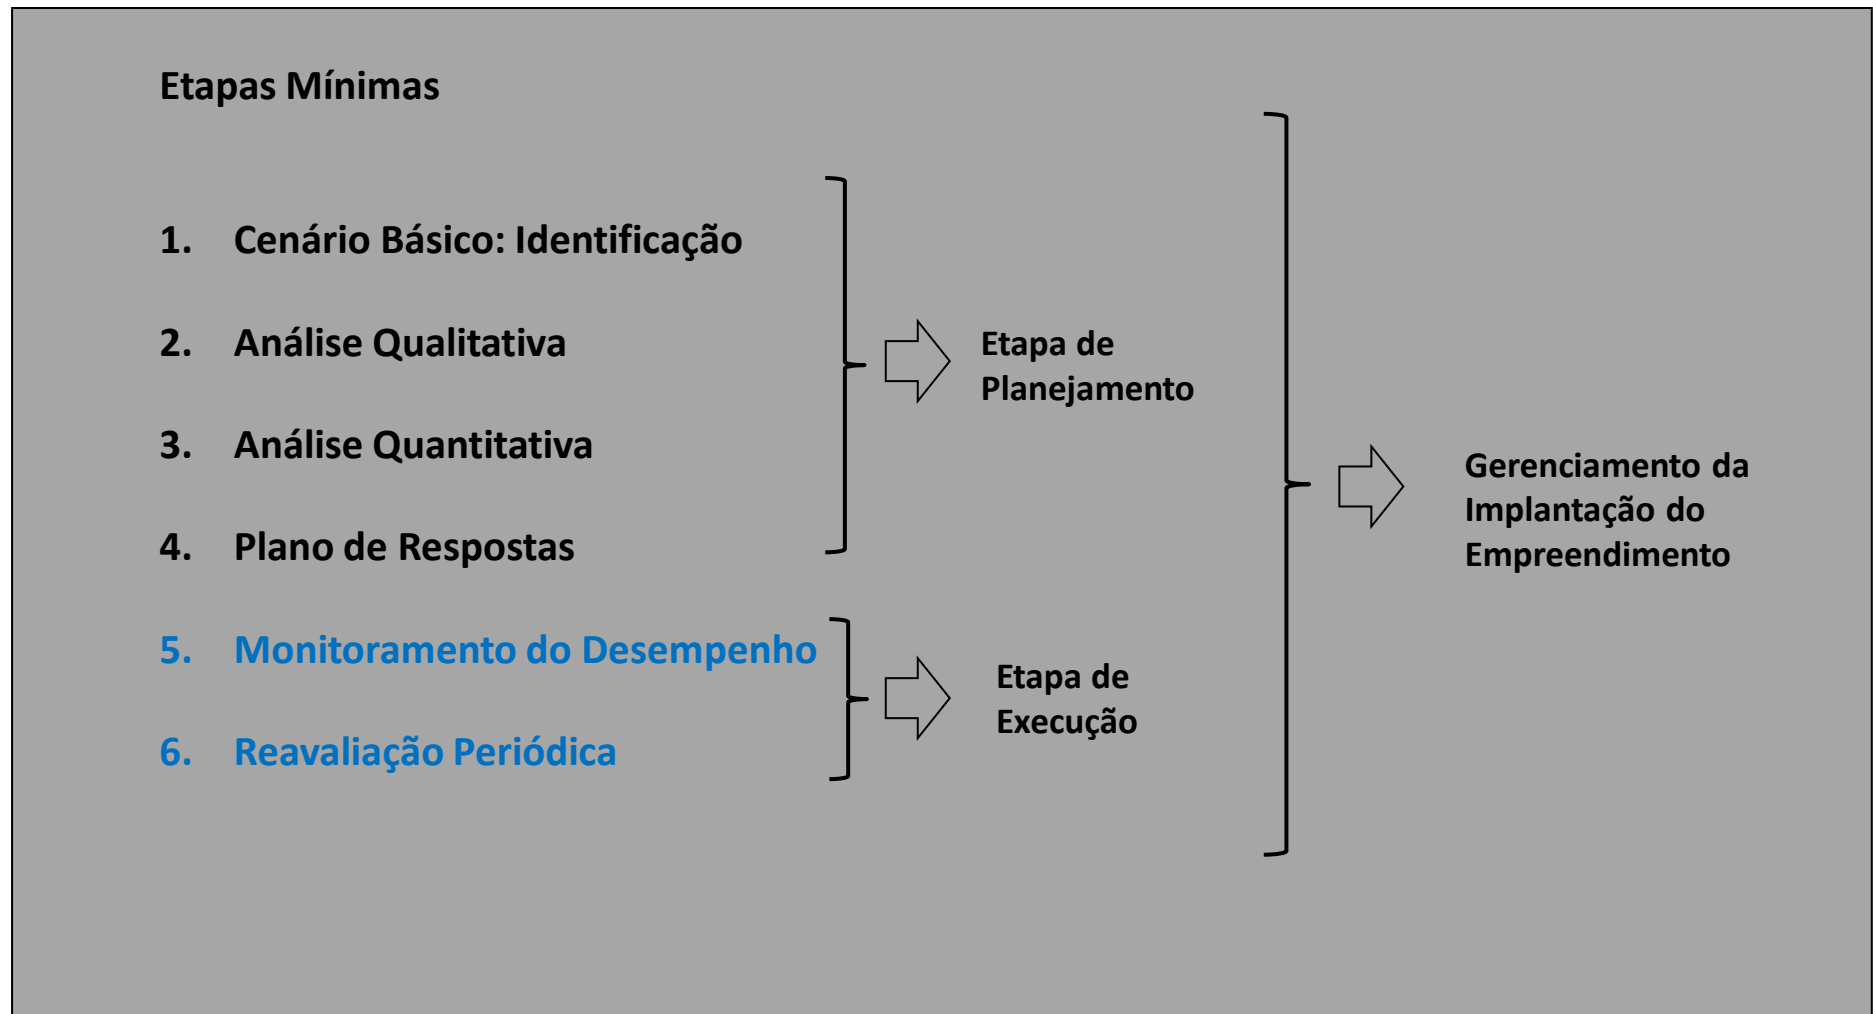 Etapas Mínimas
1. Cenário Básico: Identificação
2. Análise Qualitativa
3. Análise Quantitativa
4. Plano de Respostas
Etapa de
Planejamento
5. Monitoramento do Desempenho
6. Reavaliação Periódica
Etapa de
Execução
Gerenciamento da
Implantação do
Empreendimento